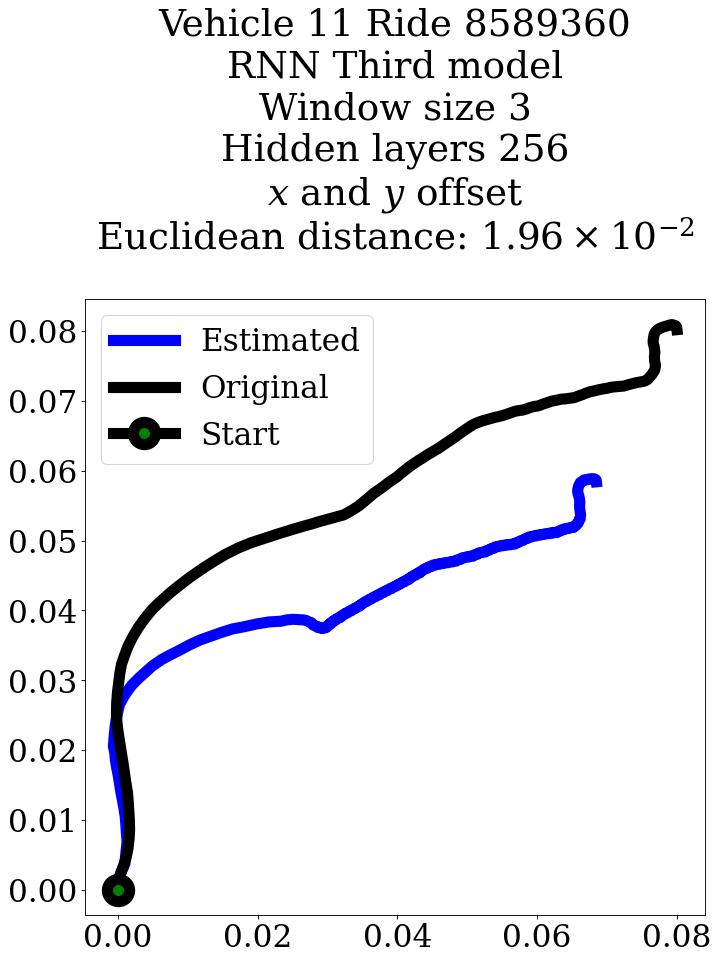 Vehicle 11 Ride 8589360
RNN Third model
Window size 3
Hidden layers 256
x and y offset
Euclidean distance: 1.96 × 10⁻²
Estimated
Original
Start
0.08
0.07
0.06
0.05
0.04
0.03
0.02
0.01
0.00
0.00 0.02 0.04 0.06 0.08